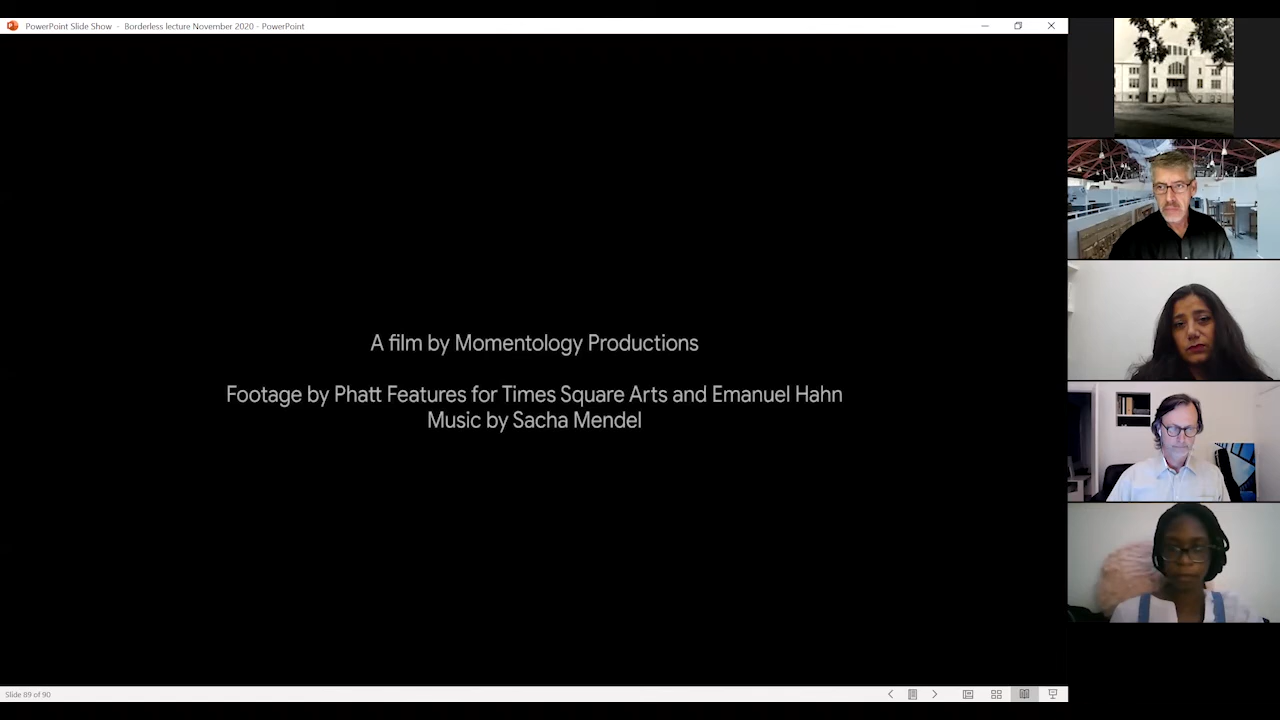 PowerPoint Slide Show - Borderless lecture November 2020 - PowerPoint
A film by Momentology Productions
Footage by Phatt Features for Times Square Arts and Emanuel Hahn
Music by Sacha Mendel
Slide 89 of 90